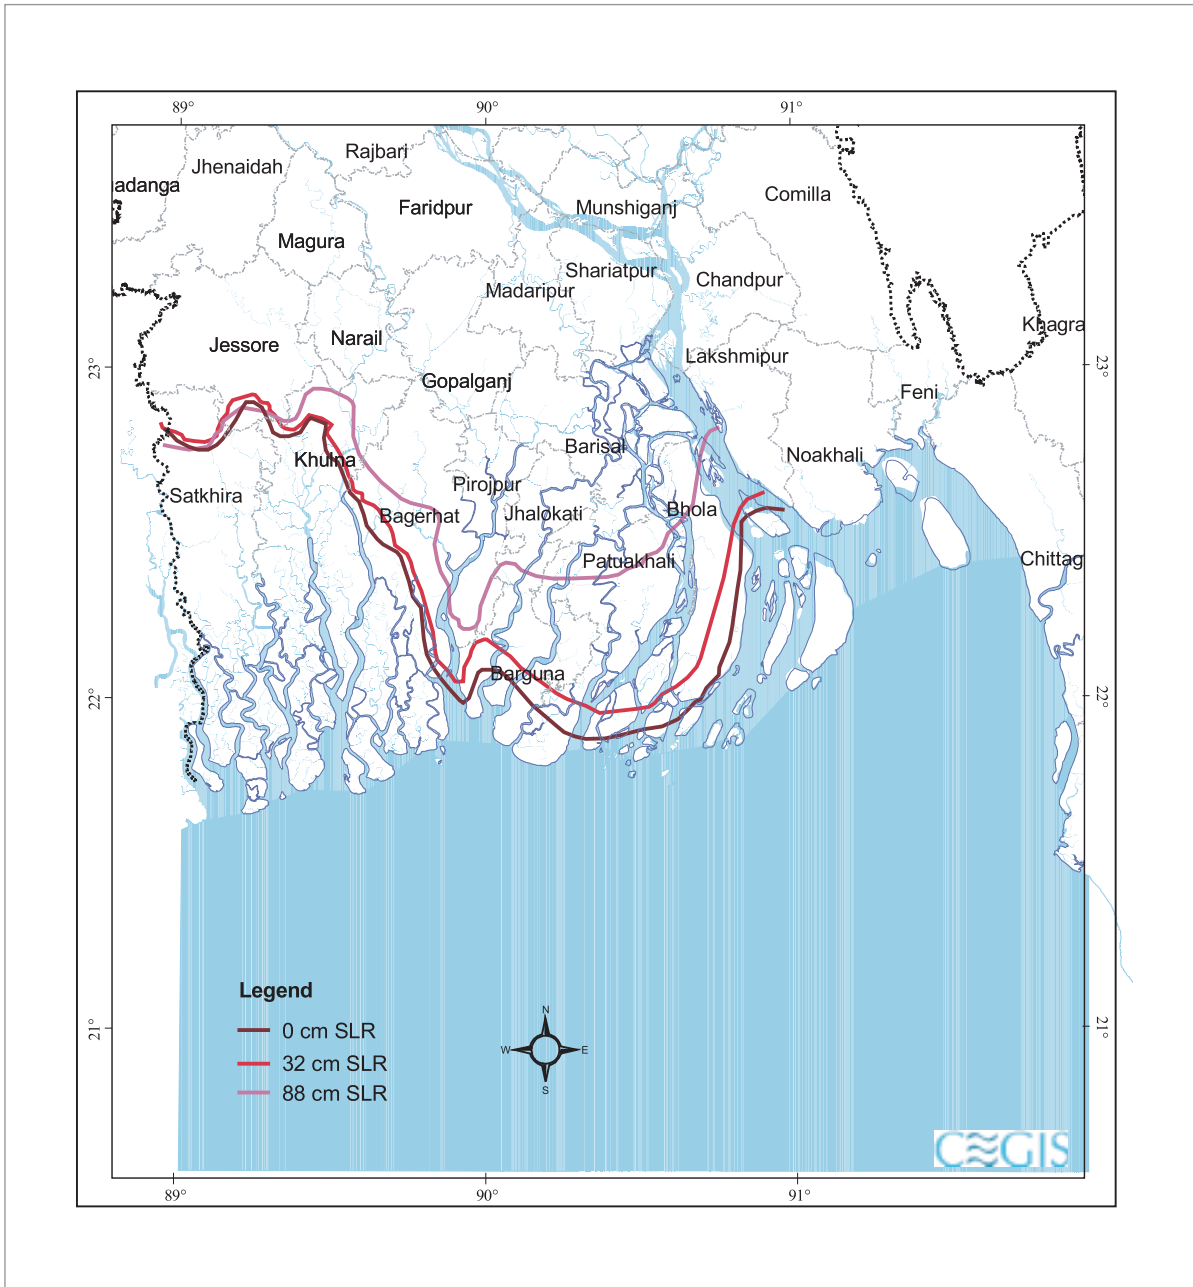 89° 90° 91°
Rajbari
Jhenaidah
adanga
Comilla
Faridpur Munshiganj
Magura
Shariatpur
Chandpur
Madaripur
Khagra
Narail
Jessore
Lakshmipur
23° 23°
Gopalganj
Feni
Barisal
Noakhali
Khulna
Pirojpur
Satkhira
Bhola
Jhalokati
Bagerhat
Chittag
Patuakhali
Barguna
22° 22°
Legend
N
21° 21°
0 cm SLR
W E
32 cm SLR
S
88 cm SLR
CEGIS
89° 90° 91°